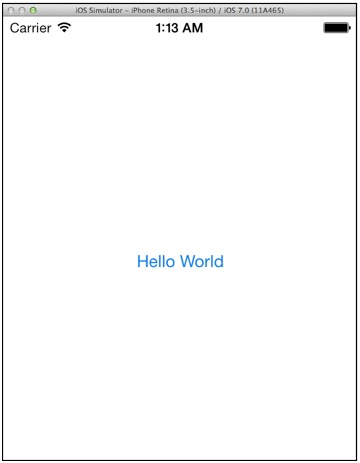 iOS Simulator - iPhone Retina (3.5-inch) / iOS 7.0 (11A465)
Carrier 1:13 AM
Hello World